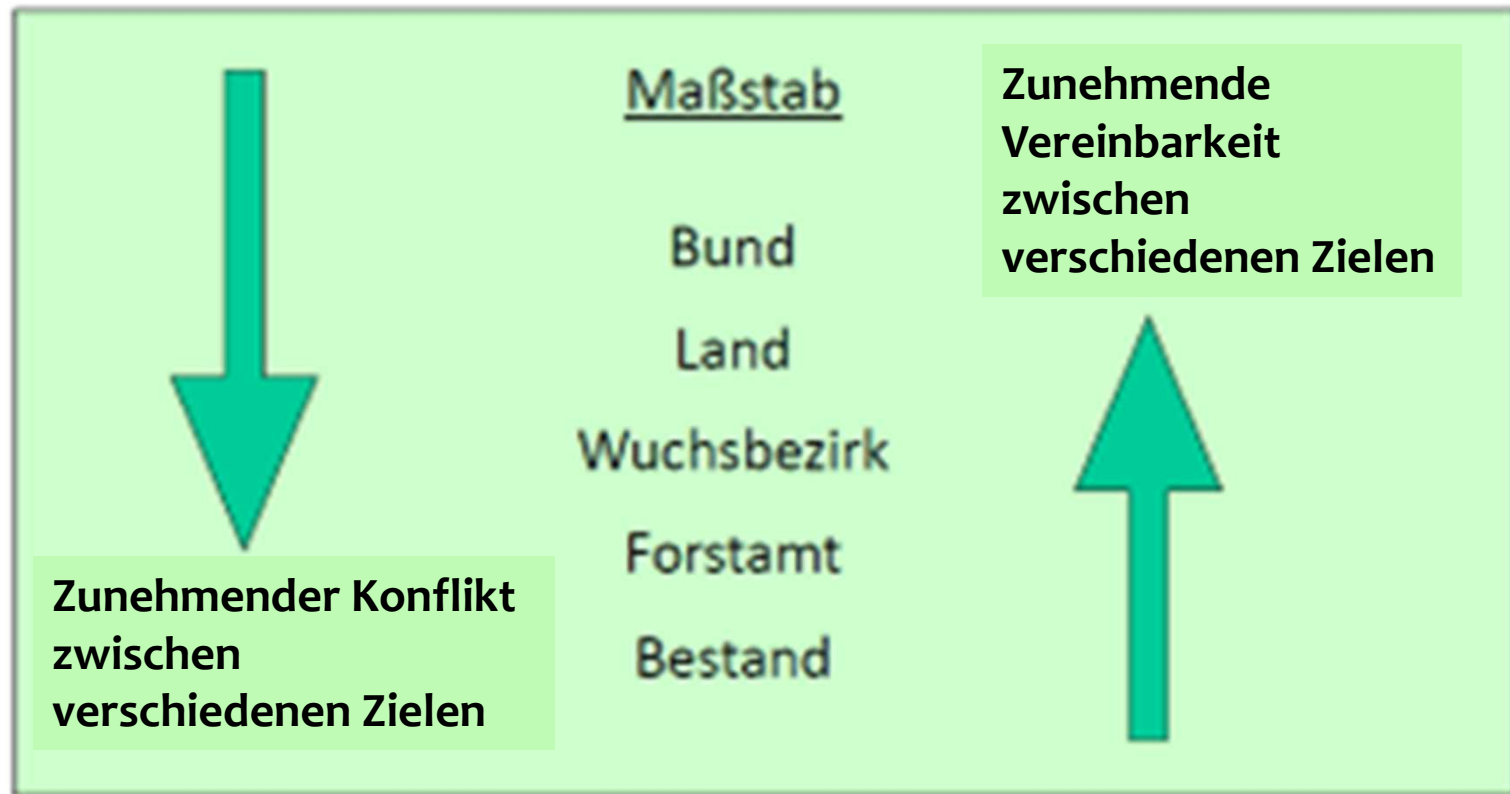 Maßstab
Bund
Land
Wuchsbezirk
Forstamt
Bestand
Zunehmende
Vereinbarkeit
zwischen
verschiedenen Zielen
Zunehmender Konflikt
zwischen
verschiedenen Zielen